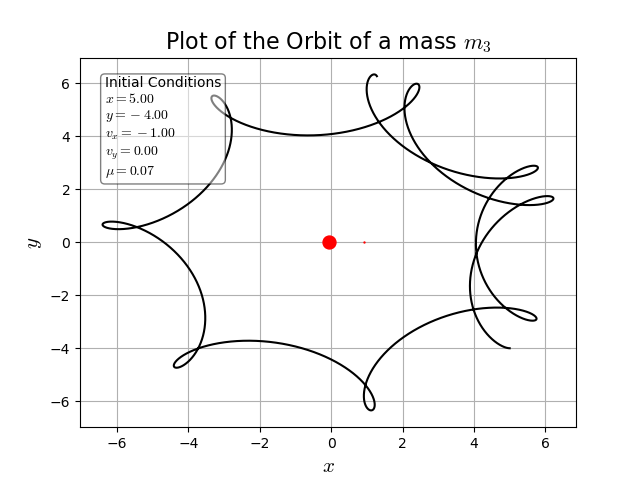 Plot of the Orbit of a mass m₃
Initial Conditions
x = 5.00
y = −4.00
vₓ = −1.00
v_y = 0.00
μ = 0.07
6
4
2
0
−2
−4
−6
y
−6
−4
−2
0
2
4
6
x